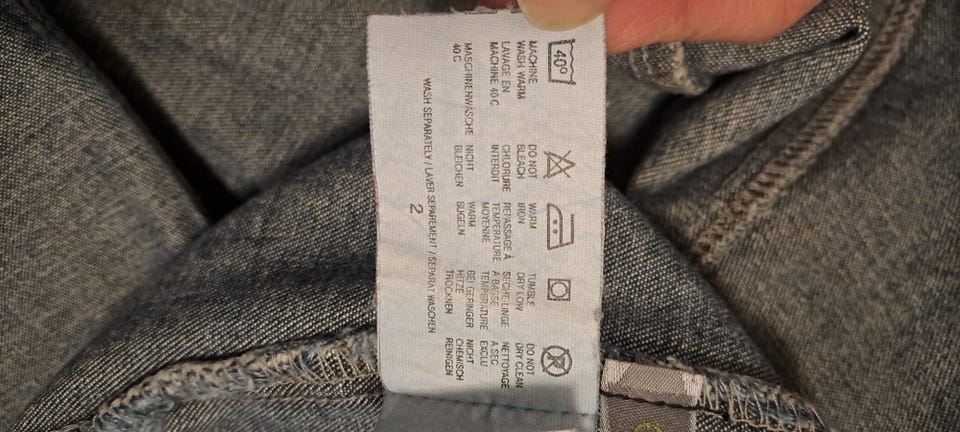 40°
MACHINE
WASH WARM
LAVAGE EN
MACHINE 40 C
MASCHINENWÄSCHE
40 C
DO NOT
BLEACH
CHLORURE
INTERDIT
NICHT
BLEICHEN
WARM
IRON
REPASSAGE À
TEMPERATURE
MOYENNE
WARM
BÜGELN
TUMBLE
DRY LOW
SECHE LINGE
A BASSE
TEMPERATURE
BEI GERINGER
HITZE
TROCKNEN
DO NOT
DRY CLEAN
NETTOYAGE
A SEC
EXCLU
NICHT
CHEMISCH
REINIGEN
WASH SEPARATELY / LAVER SEPAREMENT / SEPARAT WASCHEN
2